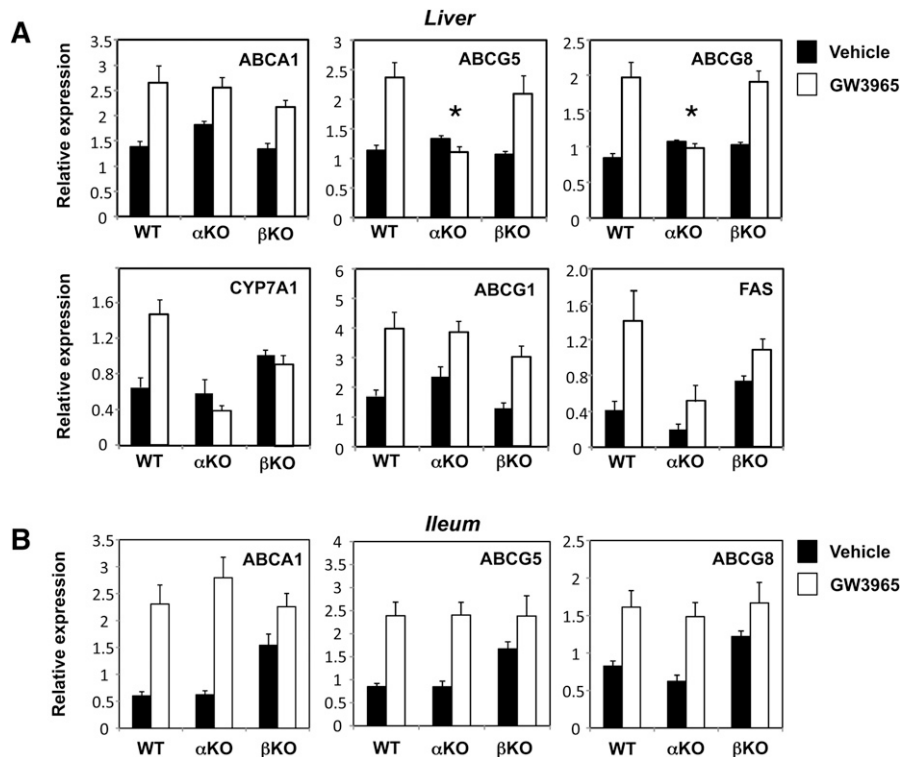 A
Liver
Relative expression
3.5
3
2.5
2
1.5
1
0.5
0
ABCA1
WT αKO βKO
3
2.5
2
1.5
1
0.5
0
ABCG5
*
WT αKO βKO
2.5
2
1.5
1
0.5
0
ABCG8
*
WT αKO βKO
Vehicle
GW3965
Relative expression
1.6
1.2
0.8
0.4
0
CYP7A1
WT αKO βKO
6
5
4
3
2
1
0
ABCG1
WT αKO βKO
2.0
1.6
1.2
0.8
0.4
0
FAS
WT αKO βKO
B
Ileum
Relative expression
3.5
3
2.5
2
1.5
1
0.5
0
ABCA1
WT αKO βKO
4
3.5
3
2.5
2
1.5
1
0.5
0
ABCG5
WT αKO βKO
2.5
2
1.5
1
0.5
0
ABCG8
WT αKO βKO
Vehicle
GW3965